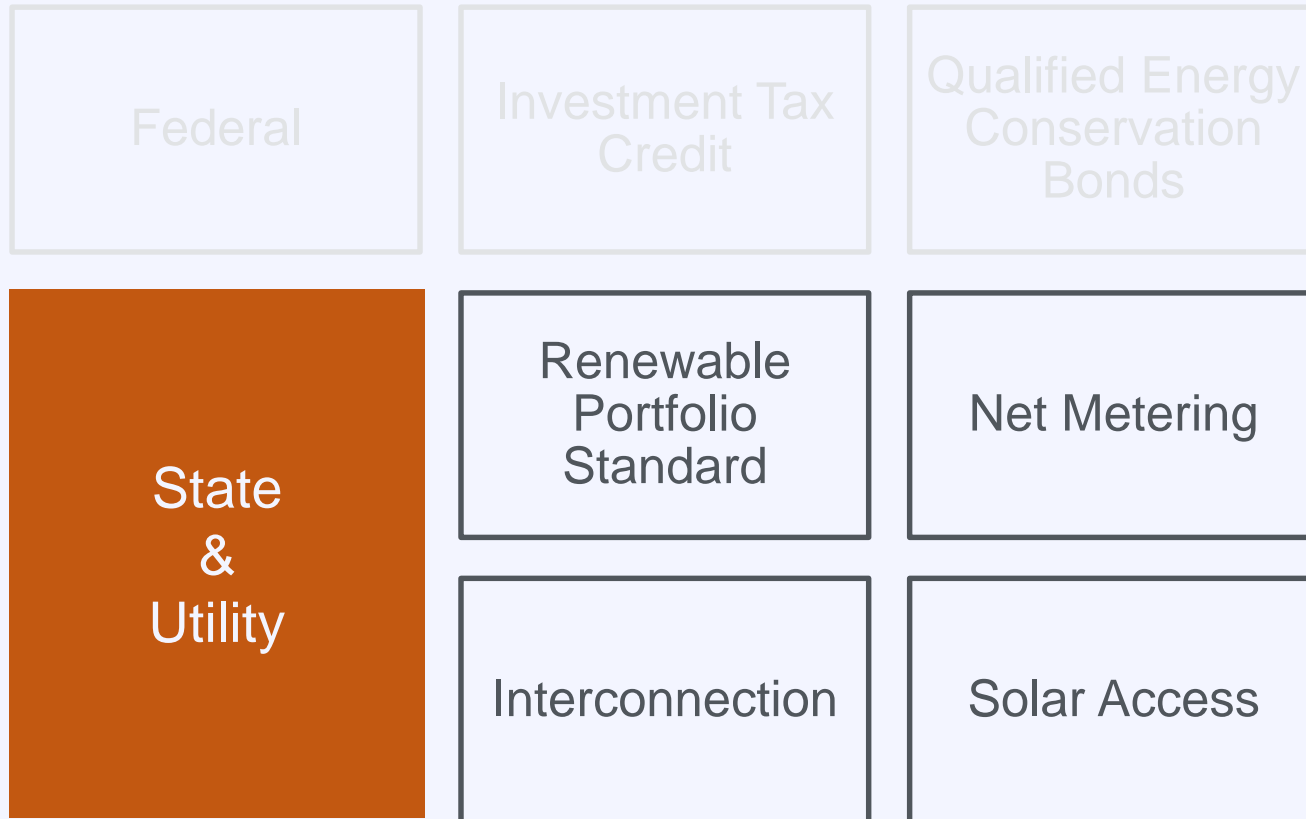 Federal
Investment Tax
Credit
Qualified Energy
Conservation
Bonds
State
&
Utility
Renewable
Portfolio
Standard
Net Metering
Interconnection
Solar Access